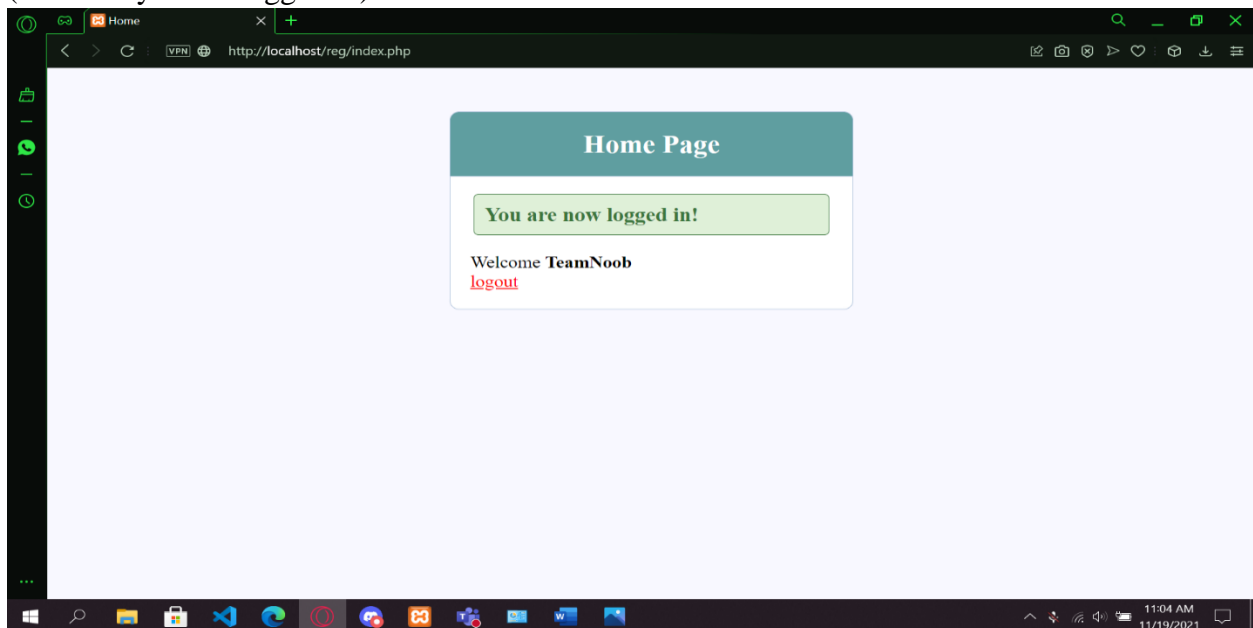 Home
VPN http://localhost/reg/index.php
Home Page
You are now logged in!
Welcome TeamNoob
logout
11:04 AM
11/19/2021